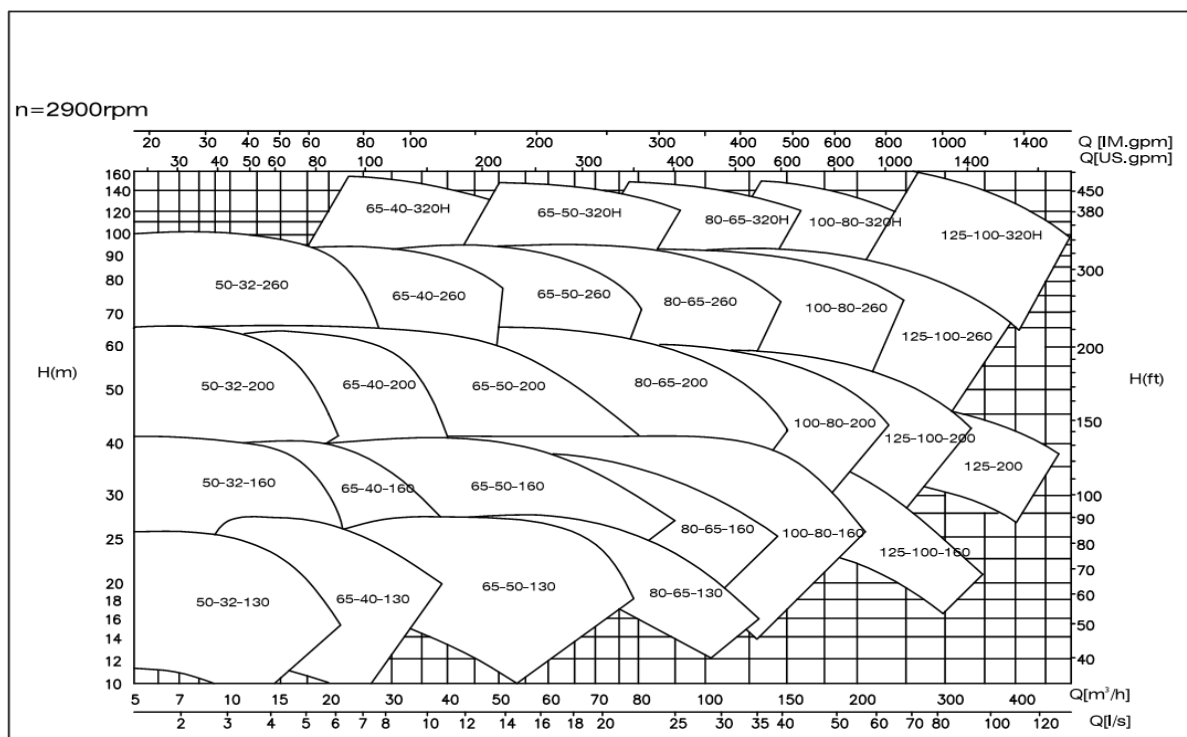 n=2900rpm
20 30 40 50 60 80 100 200 300 400 500 600 800 1000 1400 Q [IM.gpm]
30 40 50 60 80 100 200 300 400 500 600 800 1000 1400 Q[US.gpm]
160 450
140
120 380
65-40-320H 65-50-320H 80-65-320H 100-80-320H 125-100-320H
100
90 300
80
50-32-260 65-40-260 65-50-260 80-65-260 100-80-260 125-100-260
70
60 200
H(m) H(ft)
50
50-32-200 65-40-200 65-50-200 80-65-200 100-80-200 125-100-200 125-200
150
40
30 100
50-32-160 65-40-160 65-50-160 80-65-160 100-80-160 125-100-160
90
25 80
70
20
18 60
50-32-130 65-40-130 65-50-130 80-65-130
16 50
14
12 40
10
5 7 10 15 20 30 40 50 60 70 80 100 150 200 300 400 Q[m³/h]
2 3 4 5 6 7 8 10 12 14 16 18 20 25 30 35 40 50 60 70 80 100 120 Q[l/s]